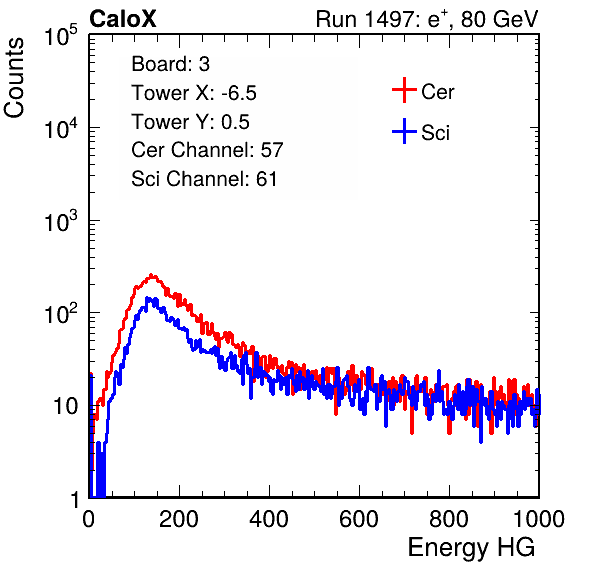 CaloX Run 1497: e⁺, 80 GeV
Counts
10⁵
10⁴
10³
10²
10
1
Board: 3
Tower X: -6.5
Tower Y: 0.5
Cer Channel: 57
Sci Channel: 61
Cer
Sci
0 200 400 600 800 1000
Energy HG